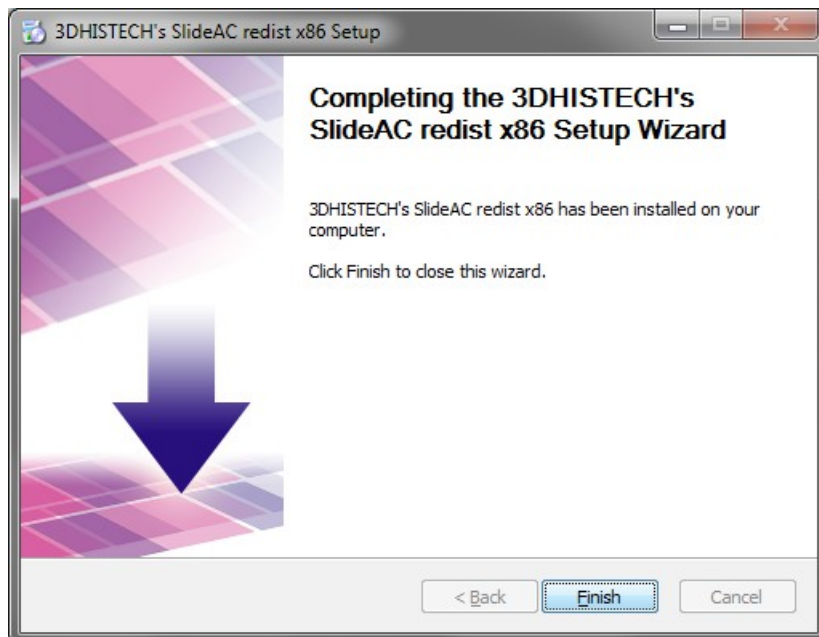 3DHISTECH's SlideAC redist x86 Setup
Completing the 3DHISTECH's
SlideAC redist x86 Setup Wizard
3DHISTECH's SlideAC redist x86 has been installed on your
computer.
Click Finish to close this wizard.
< Back Finish Cancel